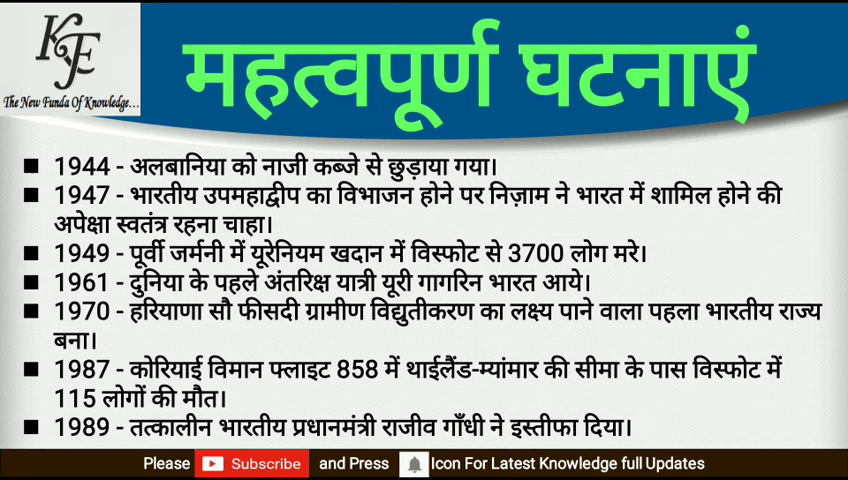 KFE
The New Funda Of Knowledge...
महत्वपूर्ण घटनाएं
■ 1944 - अलबानिया को नाजी कब्जे से छुड़ाया गया।
■ 1947 - भारतीय उपमहाद्वीप का विभाजन होने पर निज़ाम ने भारत में शामिल होने की
अपेक्षा स्वतंत्र रहना चाहा।
■ 1949 - पूर्वी जर्मनी में यूरेनियम खदान में विस्फोट से 3700 लोग मरे।
■ 1961 - दुनिया के पहले अंतरिक्ष यात्री यूरी गागरिन भारत आये।
■ 1970 - हरियाणा सौ फीसदी ग्रामीण विद्युतीकरण का लक्ष्य पाने वाला पहला भारतीय राज्य
बना।
■ 1987 - कोरियाई विमान फ्लाइट 858 में थाईलैंड-म्यांमार की सीमा के पास विस्फोट में
115 लोगों की मौत।
■ 1989 - तत्कालीन भारतीय प्रधानमंत्री राजीव गाँधी ने इस्तीफा दिया।
Please Subscribe and Press Icon For Latest Knowledge full Updates